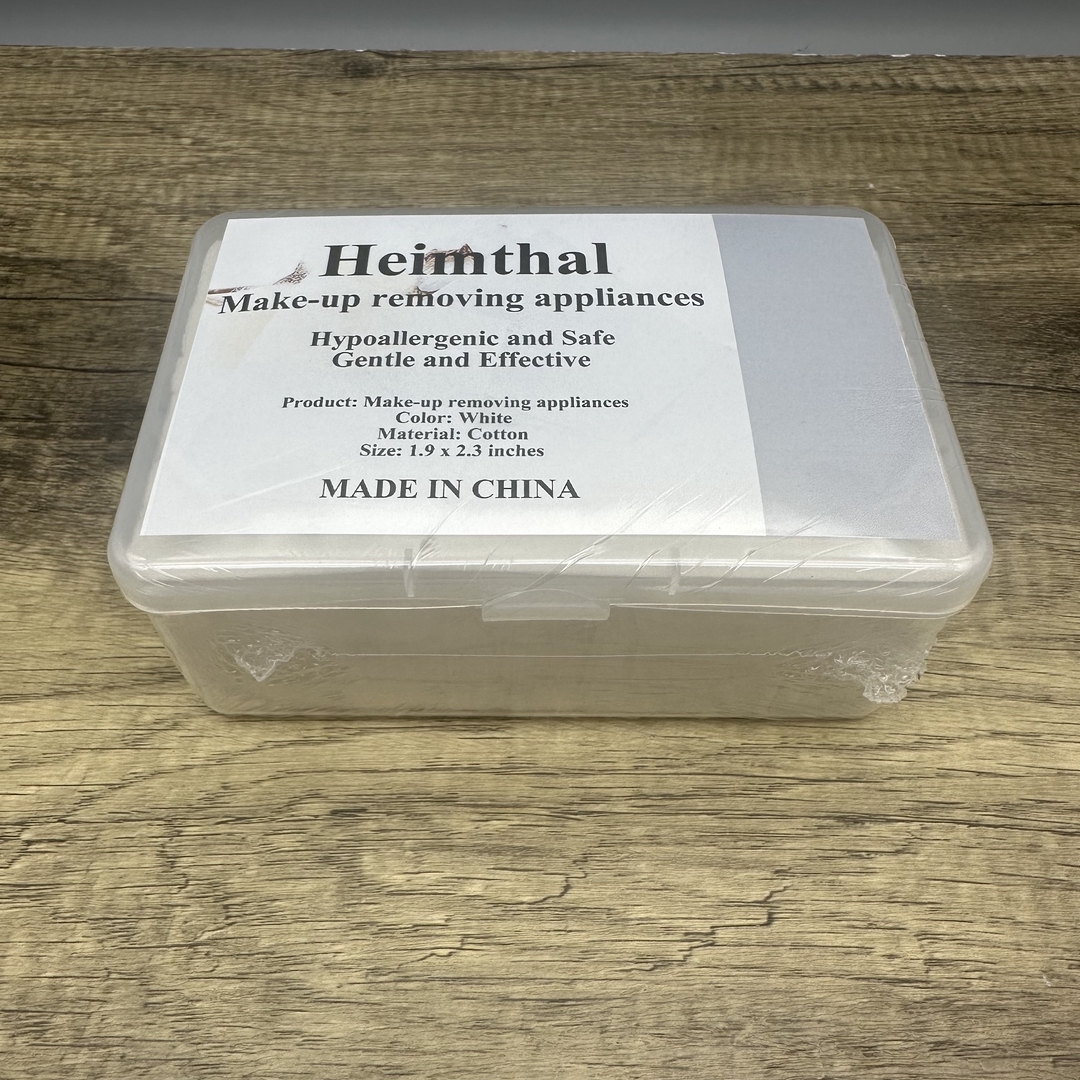 Heimthal
Make-up removing appliances
Hypoallergenic and Safe
Gentle and Effective
Product: Make-up removing appliances
Color: White
Material: Cotton
Size: 1.9 x 2.3 inches
MADE IN CHINA